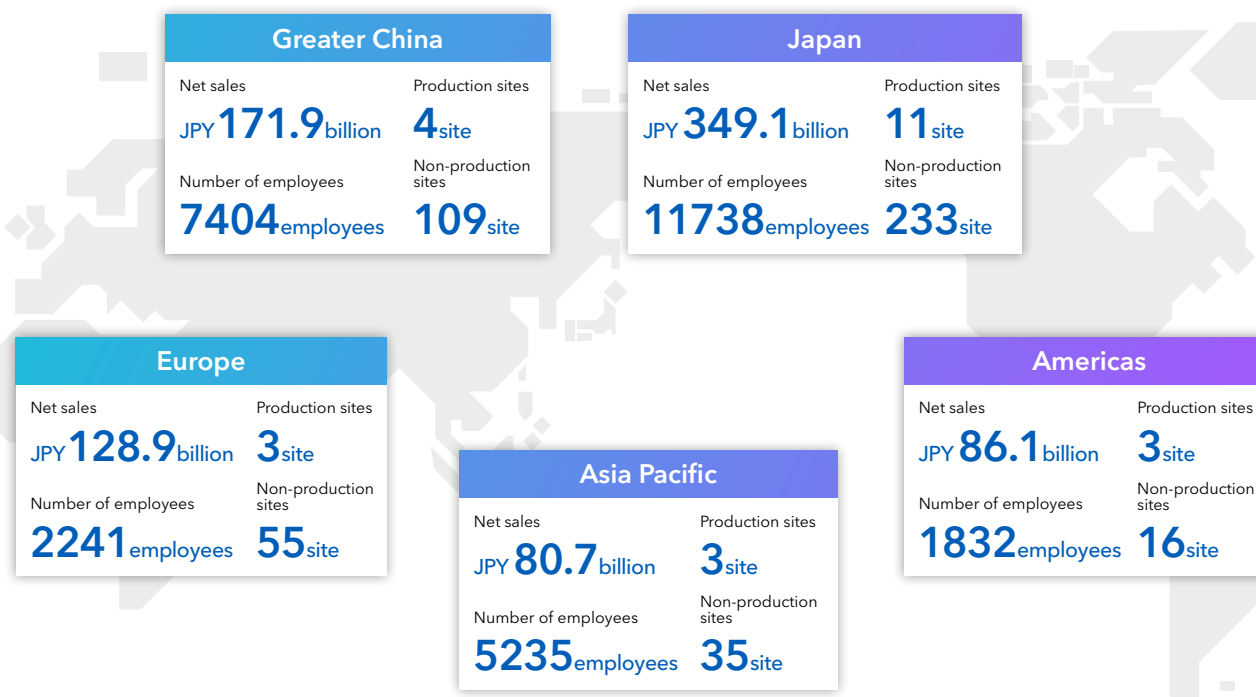 Greater China
Net sales
Production sites
JPY 171.9 billion
4 site
Number of employees
Non-production
sites
7404 employees
109 site
Japan
Net sales
Production sites
JPY 349.1 billion
11 site
Number of employees
Non-production
sites
11738 employees
233 site
Europe
Net sales
Production sites
JPY 128.9 billion
3 site
Number of employees
Non-production
sites
2241 employees
55 site
Asia Pacific
Net sales
Production sites
JPY 80.7 billion
3 site
Number of employees
Non-production
sites
5235 employees
35 site
Americas
Net sales
Production sites
JPY 86.1 billion
3 site
Number of employees
Non-production
sites
1832 employees
16 site